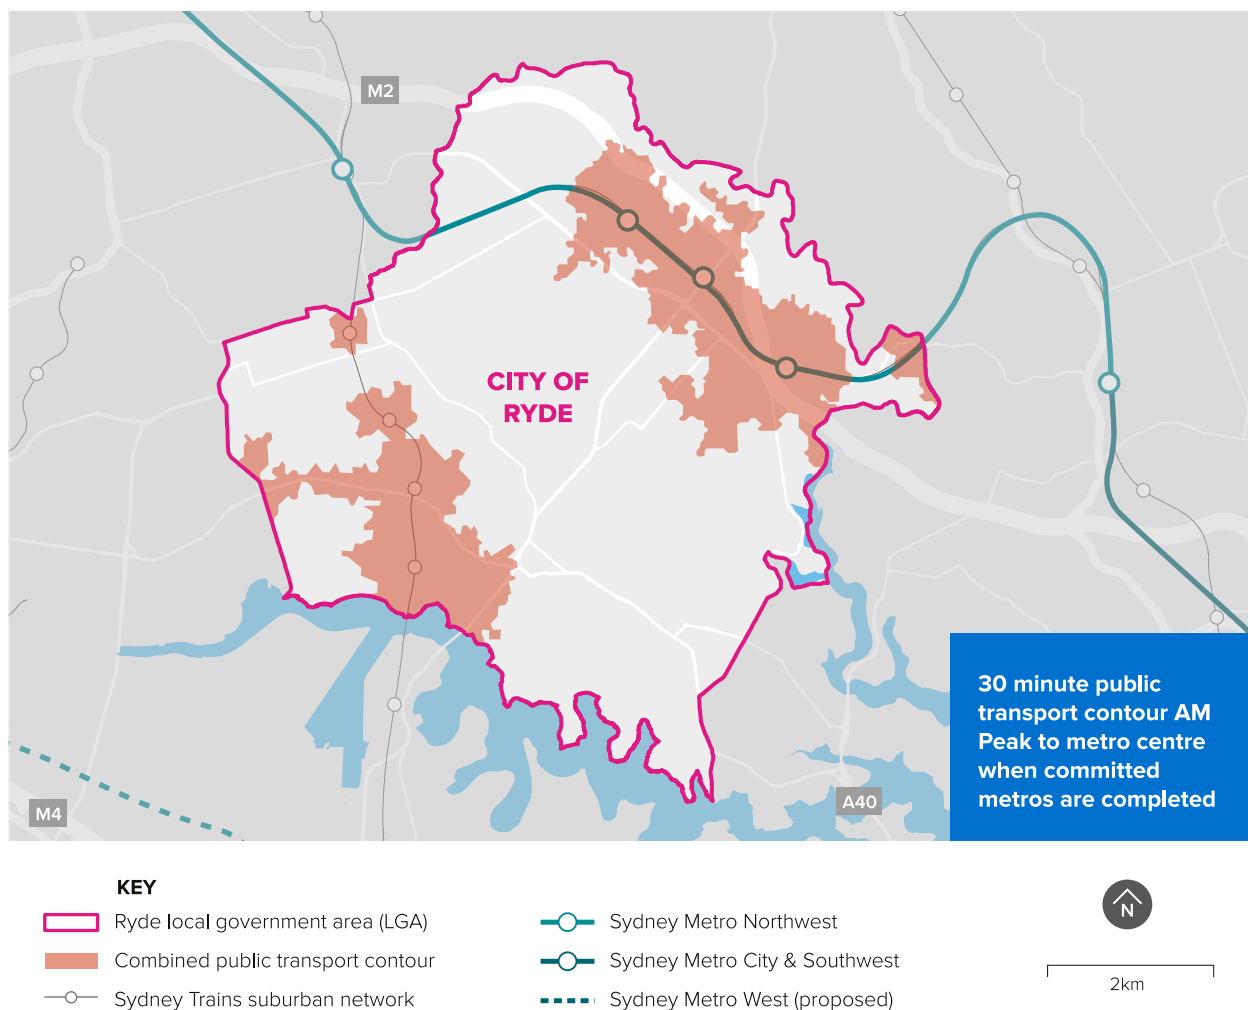 M2
CITY OF
RYDE
30 minute public
transport contour AM
Peak to metro centre
when committed
metros are completed
M4
A40
KEY
Ryde local government area (LGA)
Combined public transport contour
Sydney Trains suburban network
Sydney Metro Northwest
Sydney Metro City & Southwest
Sydney Metro West (proposed)
N
2km